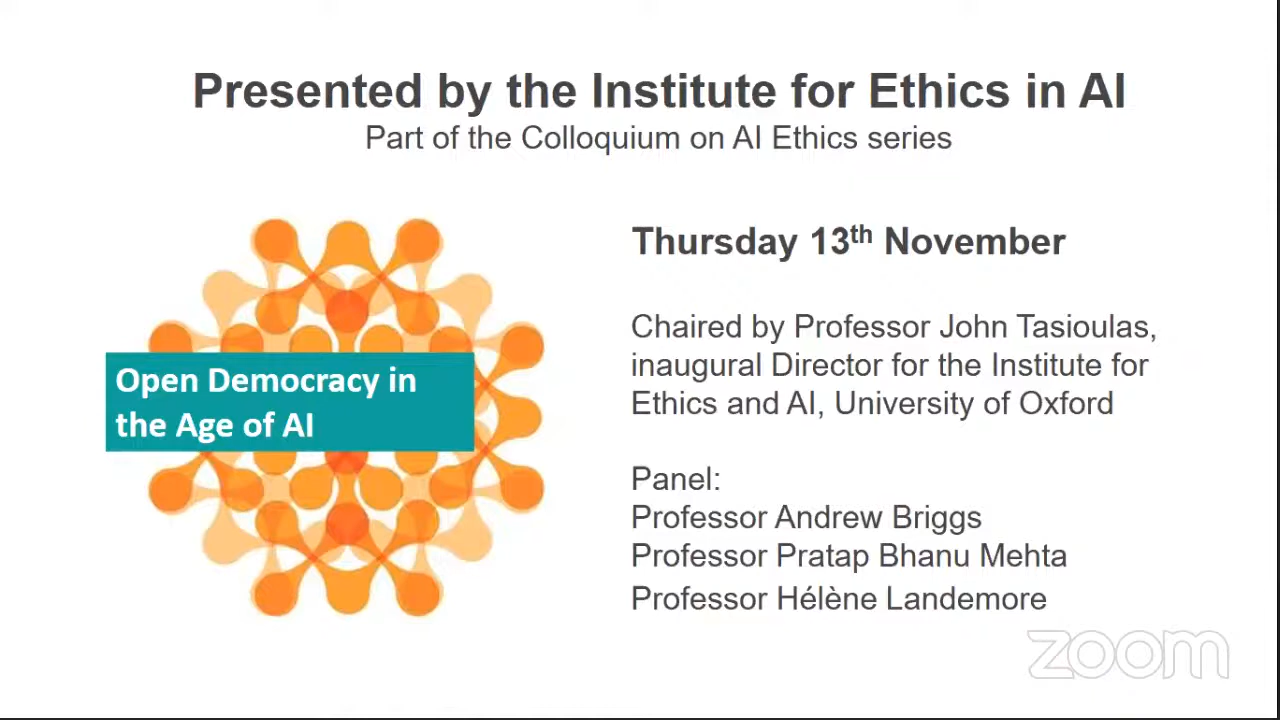 Presented by the Institute for Ethics in AI
Part of the Colloquium on AI Ethics series
Open Democracy in
the Age of AI
Thursday 13th November
Chaired by Professor John Tasioulas,
inaugural Director for the Institute for
Ethics and AI, University of Oxford
Panel:
Professor Andrew Briggs
Professor Pratap Bhanu Mehta
Professor Hélène Landemore
zoom